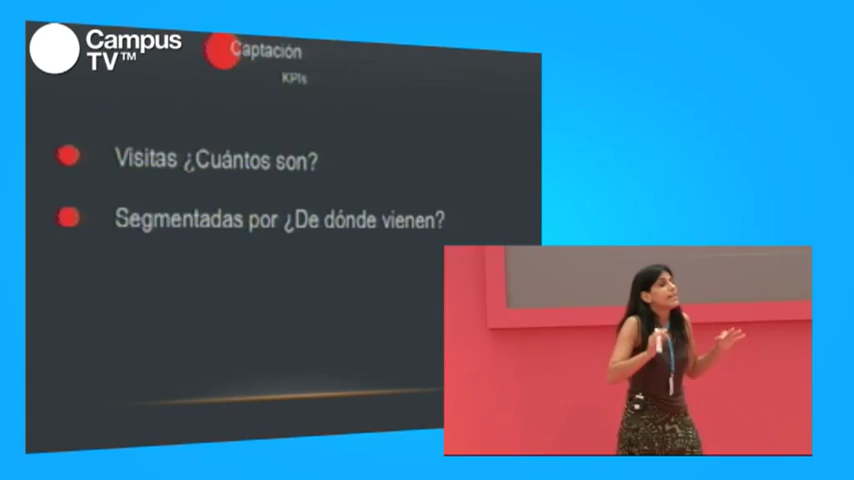 Campus
TV™
Captación
KPIs
Visitas ¿Cuántos son?
Segmentadas por ¿De dónde vienen?